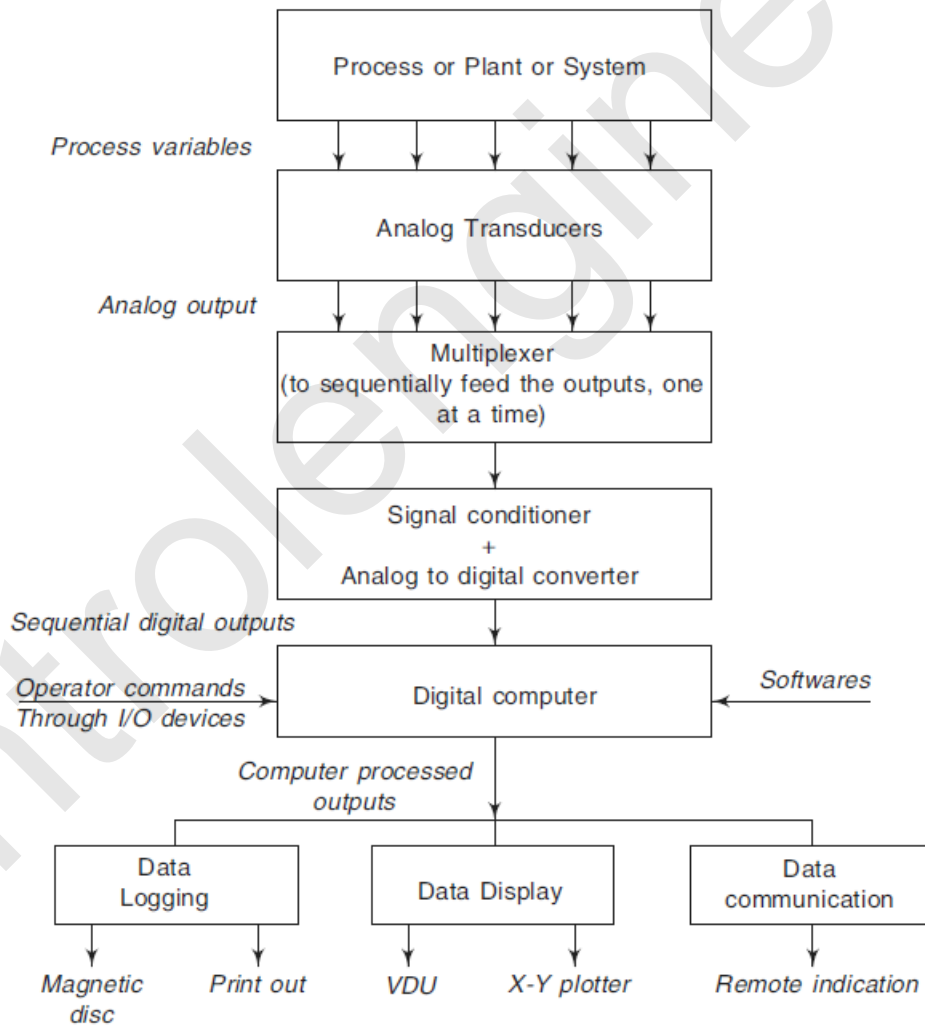 Process or Plant or System
Process variables
Analog Transducers
Analog output
Multiplexer
(to sequentially feed the outputs, one
at a time)
Signal conditioner
+
Analog to digital converter
Sequential digital outputs
Operator commands
Through I/O devices
Digital computer
Softwares
Computer processed
outputs
Data
Logging
Data Display
Data
communication
Magnetic
disc
Print out
VDU
X-Y plotter
Remote indication
ntrolengine